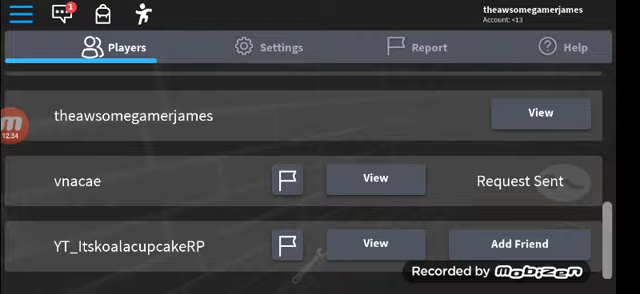 1
theawsomegamerjames
Account: <13
Players
Settings
Report
? Help
theawsomegamerjames
View
12:34
vnacae
View
Request Sent
YT_ItskoalacupcakeRP
View
Add Friend
Recorded by mobizen